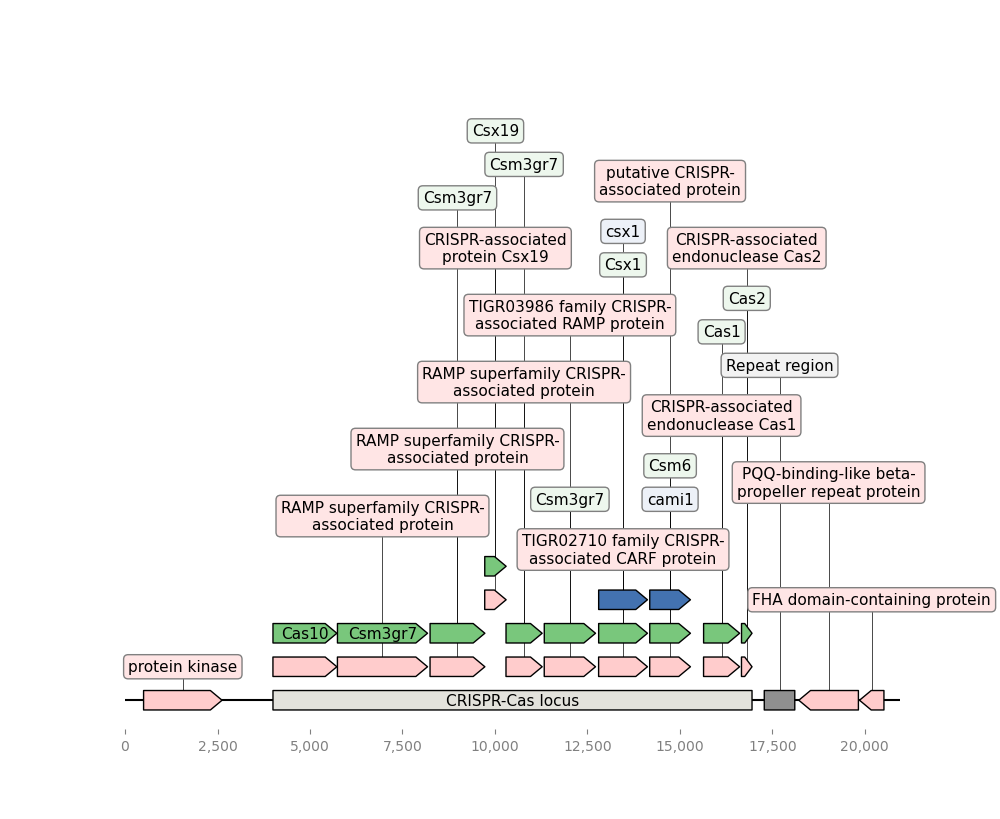 Csx19
Csm3gr7
putative CRISPR-
associated protein
Csm3gr7
csx1
CRISPR-associated
protein Csx19
CRISPR-associated
endonuclease Cas2
Csx1
Cas2
TIGR03986 family CRISPR-
associated RAMP protein
Cas1
Repeat region
RAMP superfamily CRISPR-
associated protein
CRISPR-associated
endonuclease Cas1
RAMP superfamily CRISPR-
associated protein
Csm6
PQQ-binding-like beta-
propeller repeat protein
Csm3gr7
cami1
RAMP superfamily CRISPR-
associated protein
TIGR02710 family CRISPR-
associated CARF protein
FHA domain-containing protein
Cas10
Csm3gr7
protein kinase
CRISPR-Cas locus
0
2,500
5,000
7,500
10,000
12,500
15,000
17,500
20,000